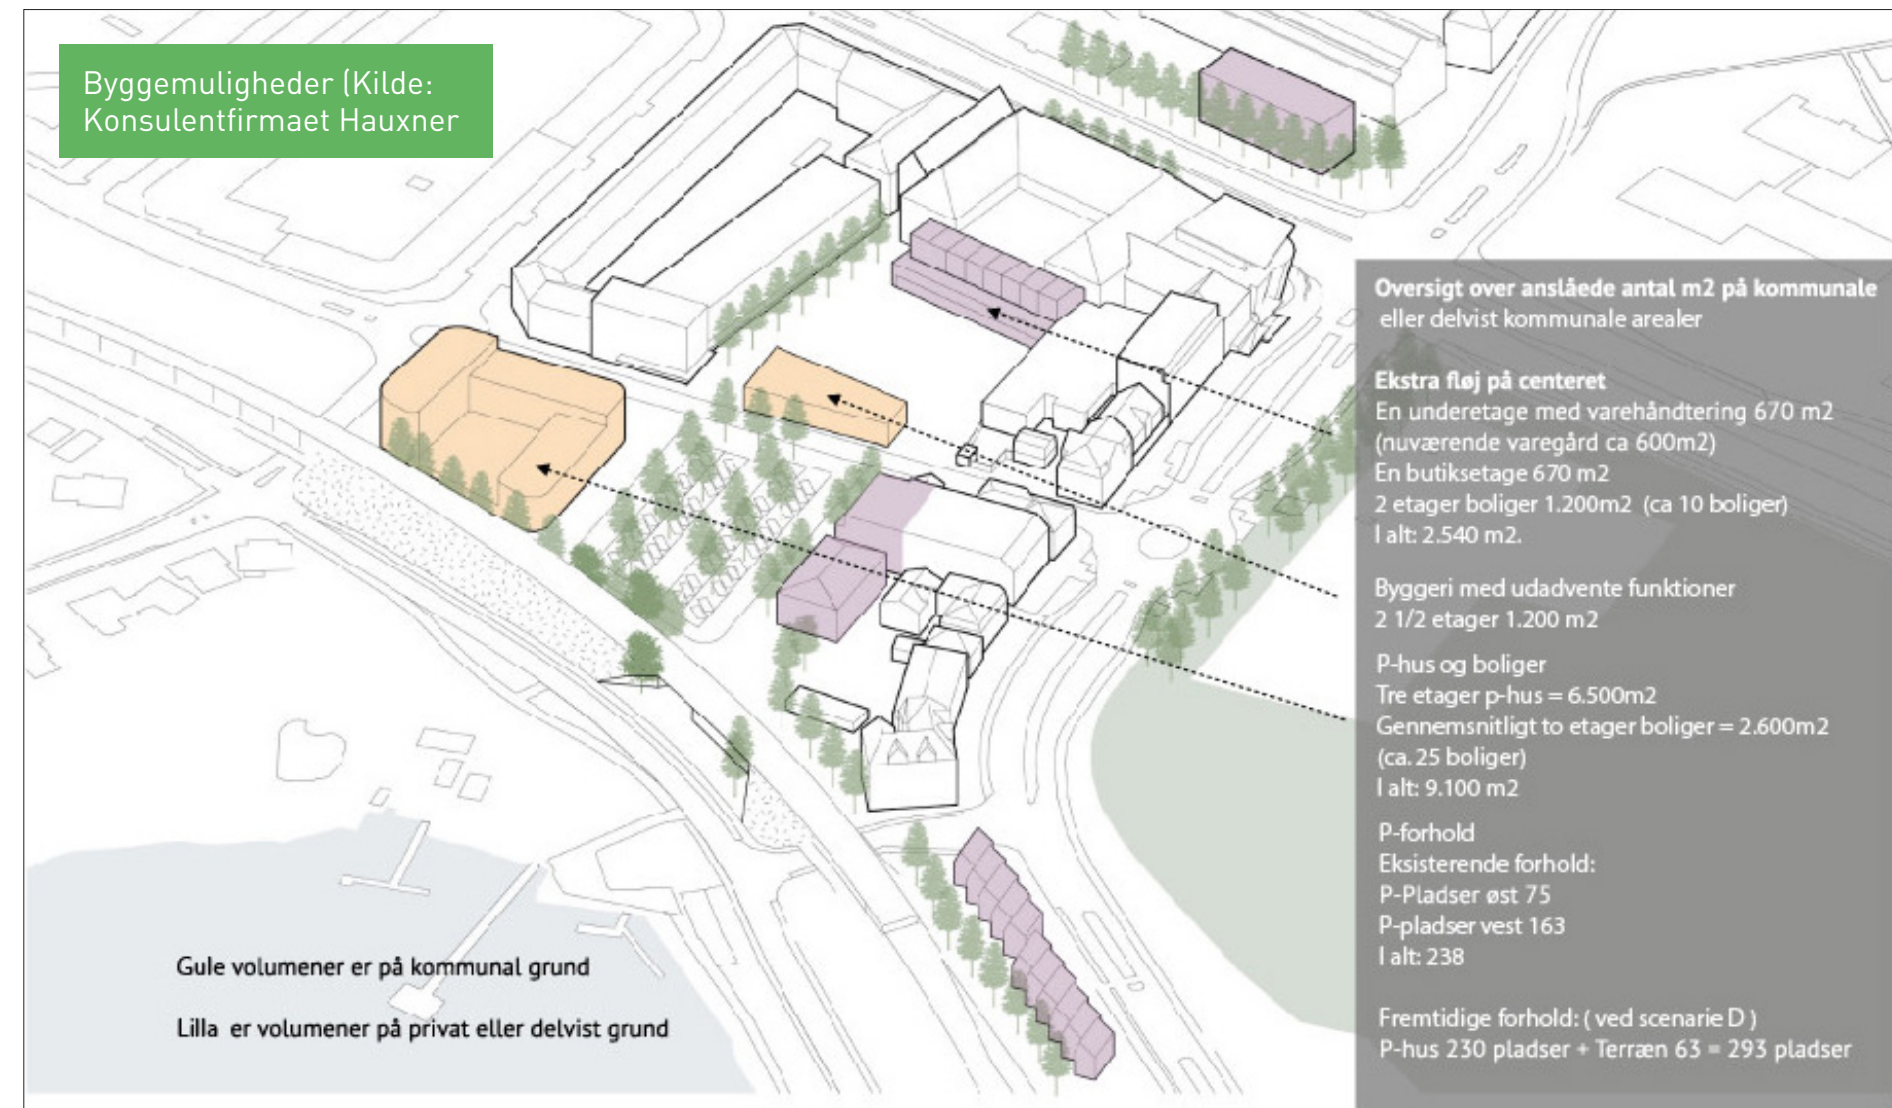 Byggemuligheder (Kilde:
Konsulentfirmaet Hauxner
Oversigt over anslåede antal m2 på kommunale
eller delvist kommunale arealer
Ekstra fløj på centeret
En underetage med varehåndtering 670 m2
(nuværende varegård ca 600m2)
En butiksetage 670 m2
2 etager boliger 1.200m2 (ca 10 boliger)
I alt: 2.540 m2.
Byggeri med udadvente funktioner
2 1/2 etager 1.200 m2
P-hus og boliger
Tre etager p-hus = 6.500m2
Gennemsnitligt to etager boliger = 2.600m2
(ca. 25 boliger)
I alt: 9.100 m2
P-forhold
Eksisterende forhold:
P-Pladser øst 75
P-pladser vest 163
I alt: 238
Fremtidige forhold: ( ved scenarie D )
P-hus 230 pladser + Terræn 63 = 293 pladser
Gule volumener er på kommunal grund
Lilla er volumener på privat eller delvist grund